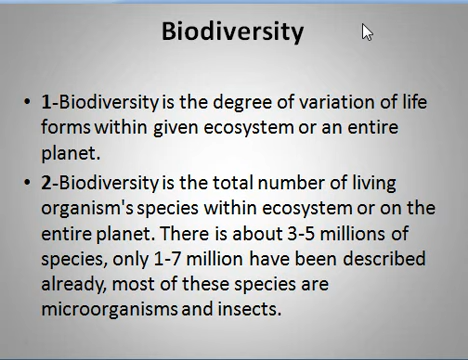 Biodiversity
• 1-Biodiversity is the degree of variation of life
forms within given ecosystem or an entire
planet.
• 2-Biodiversity is the total number of living
organism's species within ecosystem or on the
entire planet. There is about 3-5 millions of
species, only 1-7 million have been described
already, most of these species are
microorganisms and insects.